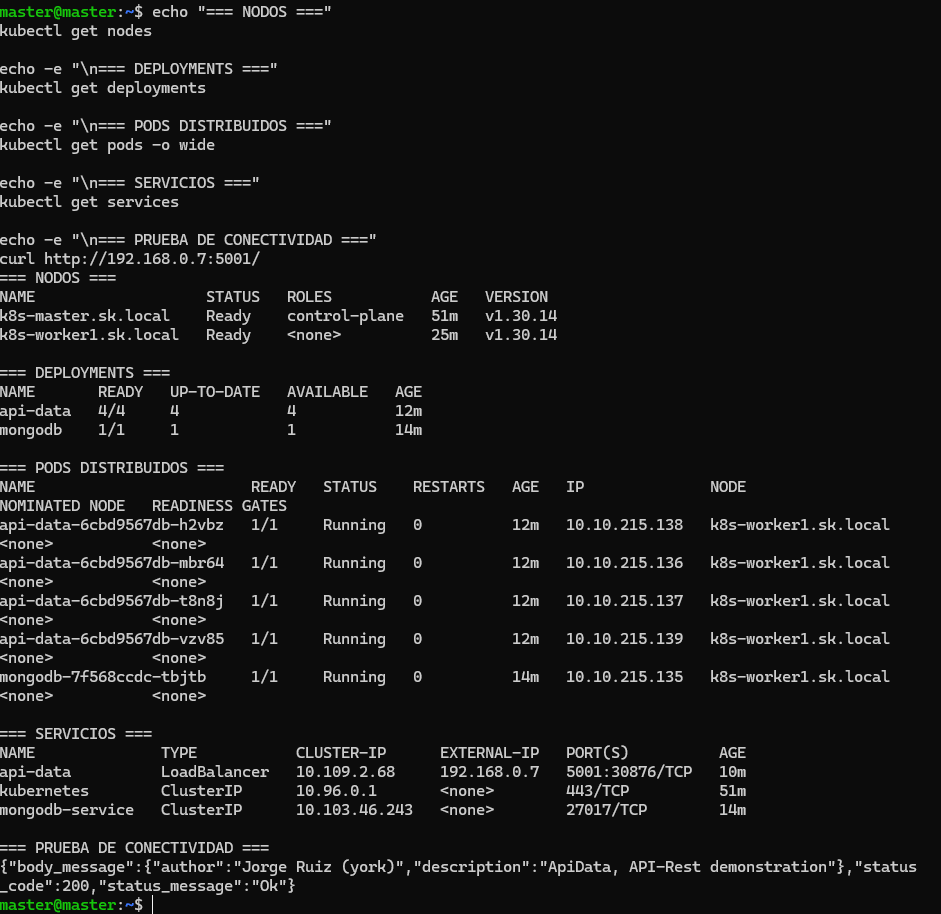 master@master:~$ echo "=== NODOS ==="
kubectl get nodes

echo -e "\n=== DEPLOYMENTS ==="
kubectl get deployments

echo -e "\n=== PODS DISTRIBUIDOS ==="
kubectl get pods -o wide

echo -e "\n=== SERVICIOS ==="
kubectl get services

echo -e "\n=== PRUEBA DE CONECTIVIDAD ==="
curl http://192.168.0.7:5001/
=== NODOS ===
NAME                   STATUS   ROLES           AGE   VERSION
k8s-master.sk.local    Ready    control-plane   51m   v1.30.14
k8s-worker1.sk.local   Ready    <none>          25m   v1.30.14

=== DEPLOYMENTS ===
NAME       READY   UP-TO-DATE   AVAILABLE   AGE
api-data   4/4     4            4           12m
mongodb    1/1     1            1           14m

=== PODS DISTRIBUIDOS ===
NAME                        READY   STATUS    RESTARTS   AGE   IP              NODE
NOMINATED NODE   READINESS GATES
api-data-6cbd9567db-h2vbz   1/1     Running   0          12m   10.10.215.138   k8s-worker1.sk.local
<none>           <none>
api-data-6cbd9567db-mbr64   1/1     Running   0          12m   10.10.215.136   k8s-worker1.sk.local
<none>           <none>
api-data-6cbd9567db-t8n8j   1/1     Running   0          12m   10.10.215.137   k8s-worker1.sk.local
<none>           <none>
api-data-6cbd9567db-vzv85   1/1     Running   0          12m   10.10.215.139   k8s-worker1.sk.local
<none>           <none>
mongodb-7f568ccdc-tbjtb     1/1     Running   0          14m   10.10.215.135   k8s-worker1.sk.local
<none>           <none>

=== SERVICIOS ===
NAME              TYPE           CLUSTER-IP      EXTERNAL-IP   PORT(S)          AGE
api-data          LoadBalancer   10.109.2.68     192.168.0.7   5001:30876/TCP   10m
kubernetes        ClusterIP      10.96.0.1       <none>        443/TCP          51m
mongodb-service   ClusterIP      10.103.46.243   <none>        27017/TCP        14m

=== PRUEBA DE CONECTIVIDAD ===
{"body_message":{"author":"Jorge Ruiz (york)","description":"ApiData, API-Rest demonstration"},"status
_code":200,"status_message":"Ok"}
master@master:~$